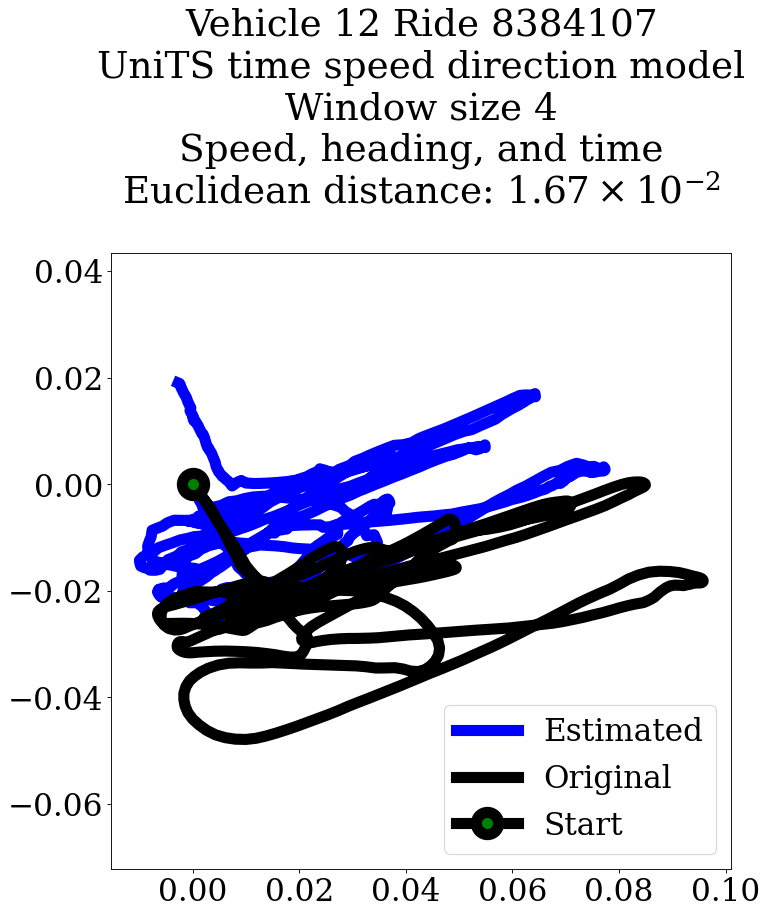 Vehicle 12 Ride 8384107
UniTS time speed direction model
Window size 4
Speed, heading, and time
Euclidean distance: 1.67 × 10⁻²
0.04
0.02
0.00
−0.02
−0.04
−0.06
Estimated
Original
Start
0.00 0.02 0.04 0.06 0.08 0.10